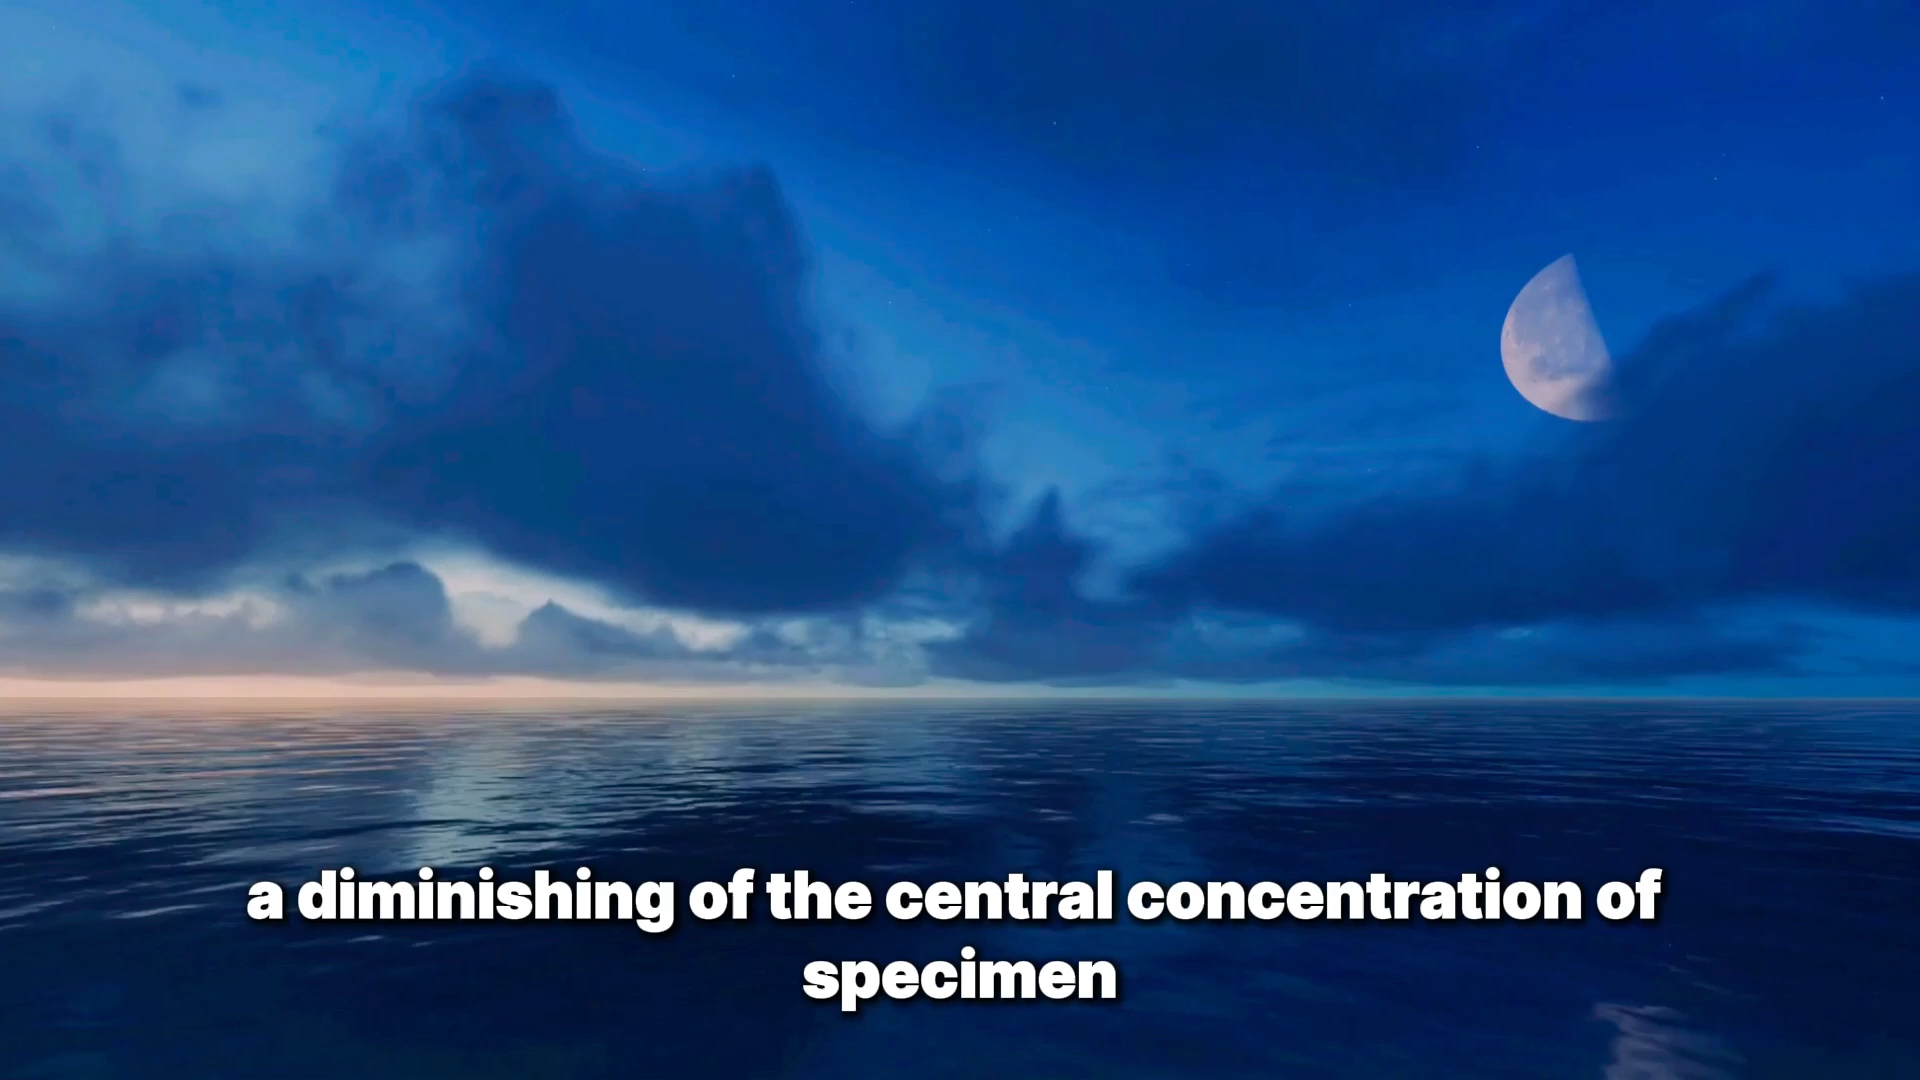 a diminishing of the central concentration of
specimen